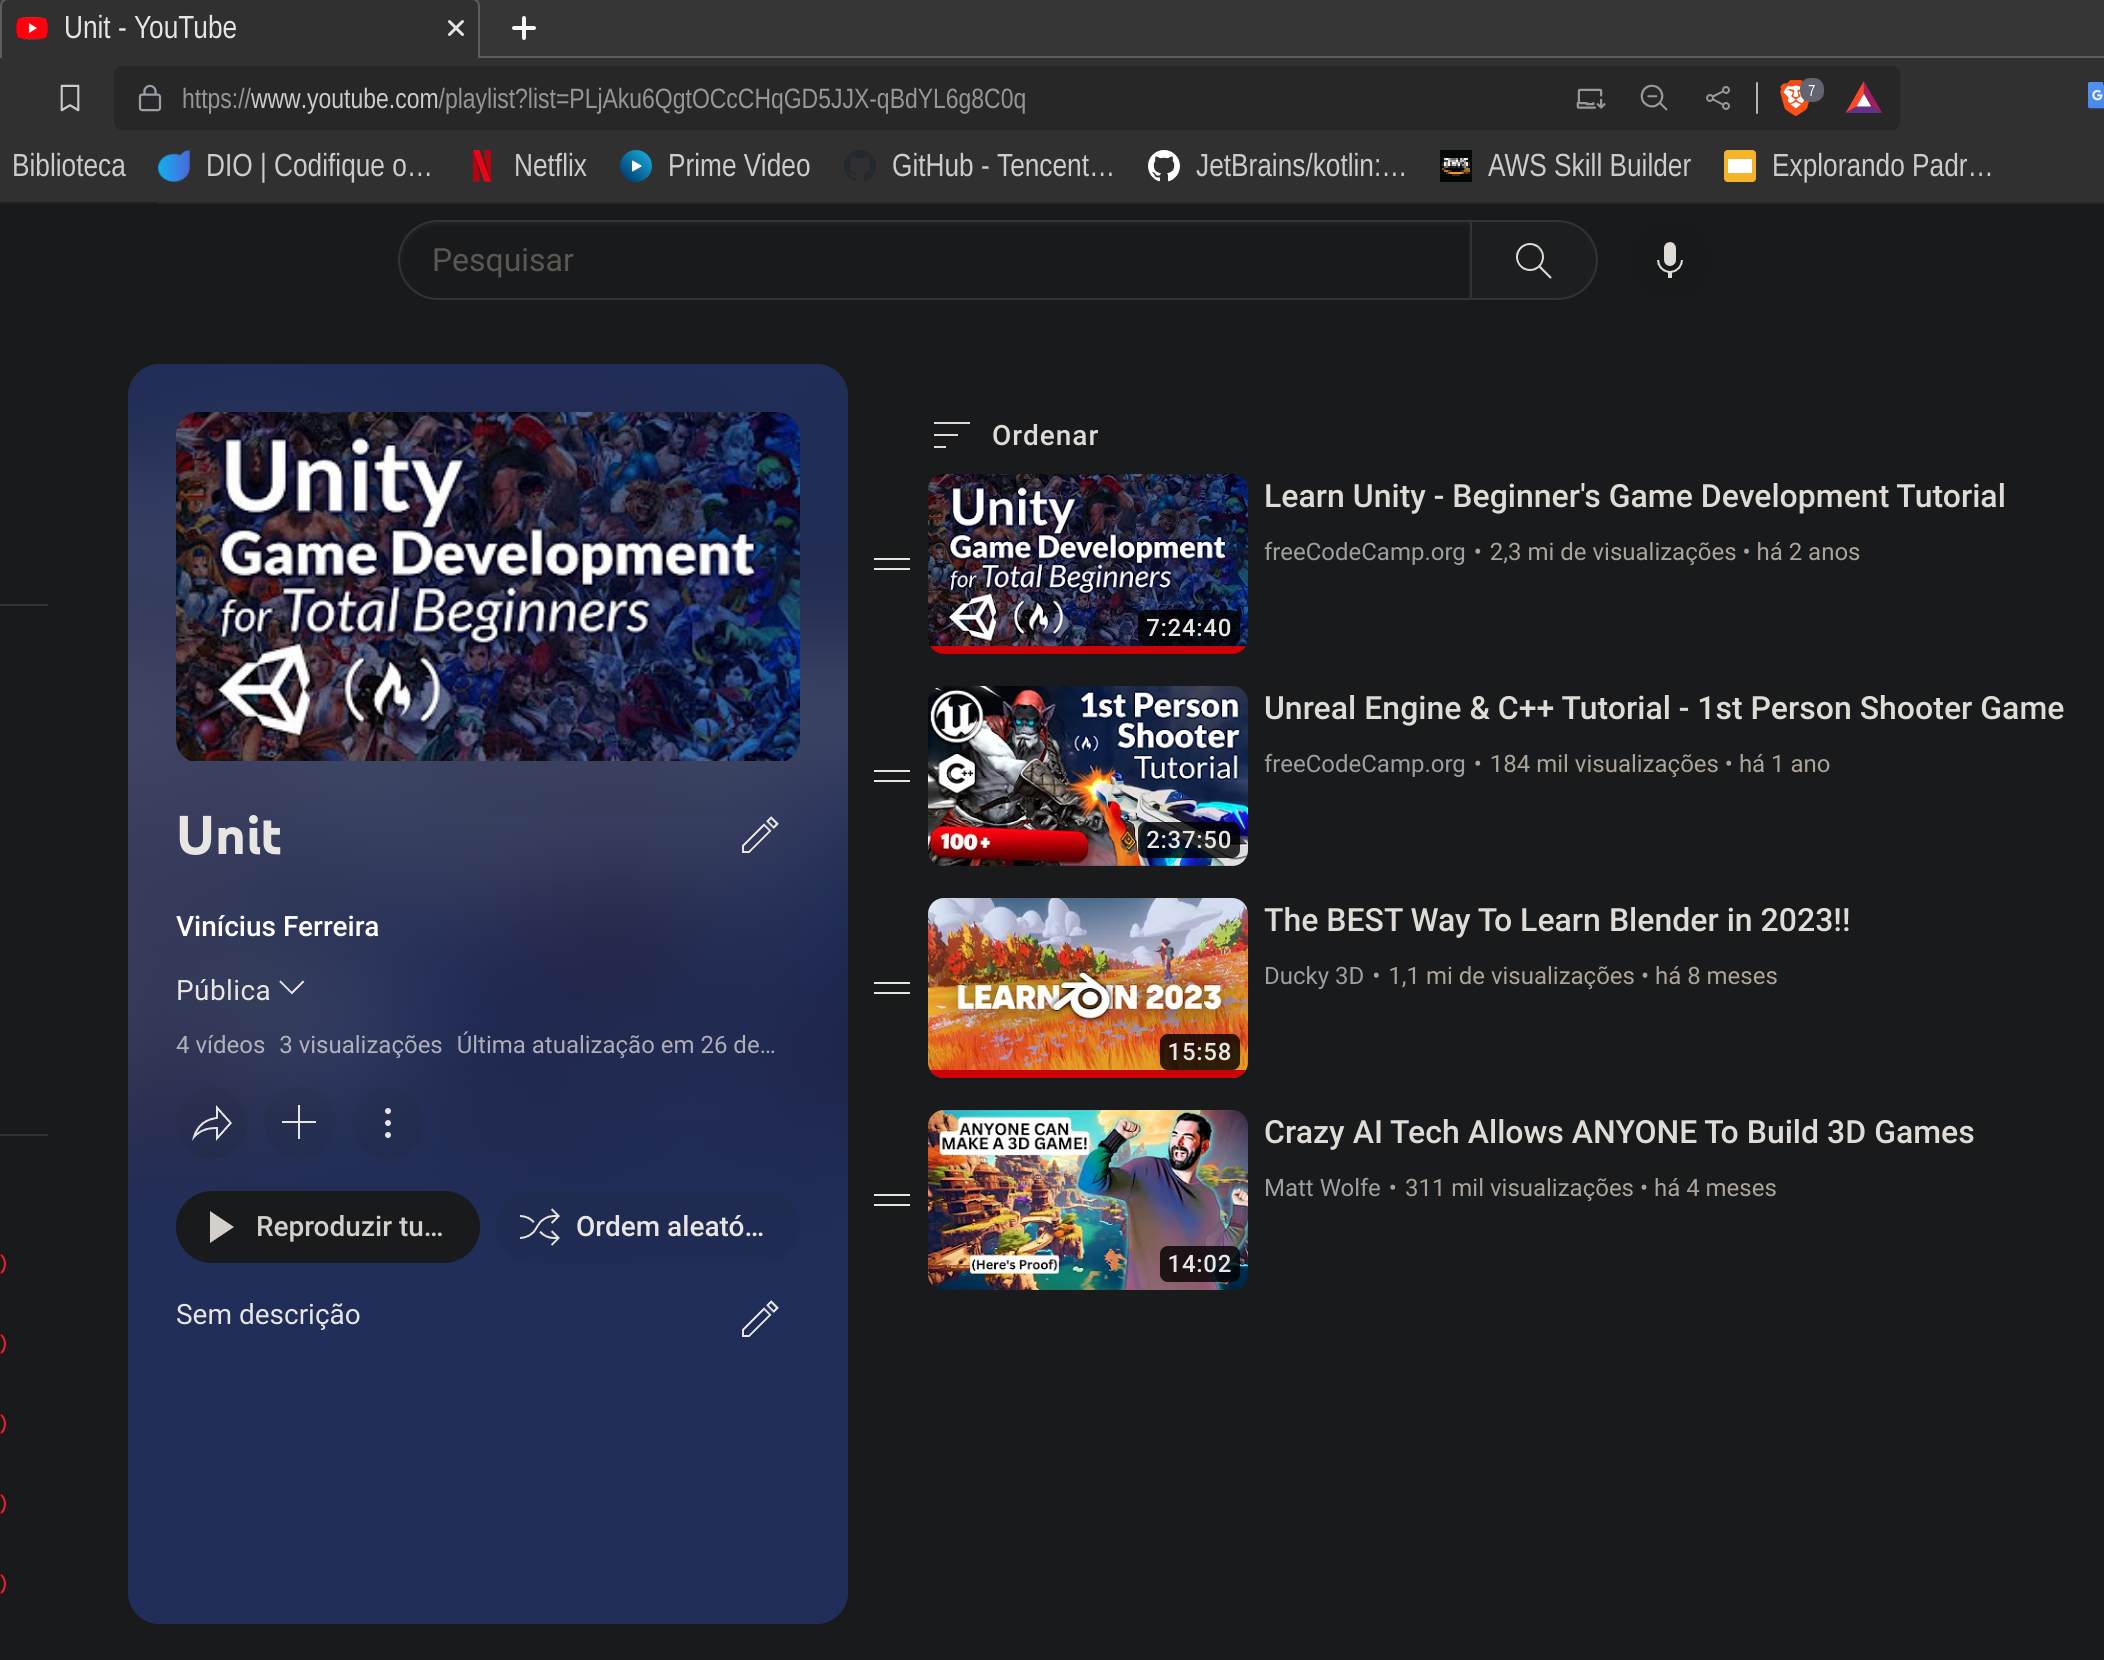 Unit - YouTube
https://www.youtube.com/playlist?list=PLjAku6QgtOCcCHqGD5JJX-qBdYL6g8C0q
7
Biblioteca
DIO | Codifique o...
Netflix
Prime Video
GitHub - Tencent...
JetBrains/kotlin:...
AWS Skill Builder
Explorando Padr...
Pesquisar
Unity
Game Development
for Total Beginners
Unit
Vinícius Ferreira
Pública
4 vídeos 3 visualizações Última atualização em 26 de...
Reproduzir tu...
Ordem aleató...
Sem descrição
Ordenar
Unity
Game Development
for Total Beginners
7:24:40
Learn Unity - Beginner's Game Development Tutorial
freeCodeCamp.org • 2,3 mi de visualizações • há 2 anos
1st Person
Shooter
Tutorial
C++
100+
2:37:50
Unreal Engine & C++ Tutorial - 1st Person Shooter Game
freeCodeCamp.org • 184 mil visualizações • há 1 ano
LEARN IN 2023
15:58
The BEST Way To Learn Blender in 2023!!
Ducky 3D • 1,1 mi de visualizações • há 8 meses
ANYONE CAN
MAKE A 3D GAME!
(Here's Proof)
14:02
Crazy AI Tech Allows ANYONE To Build 3D Games
Matt Wolfe • 311 mil visualizações • há 4 meses